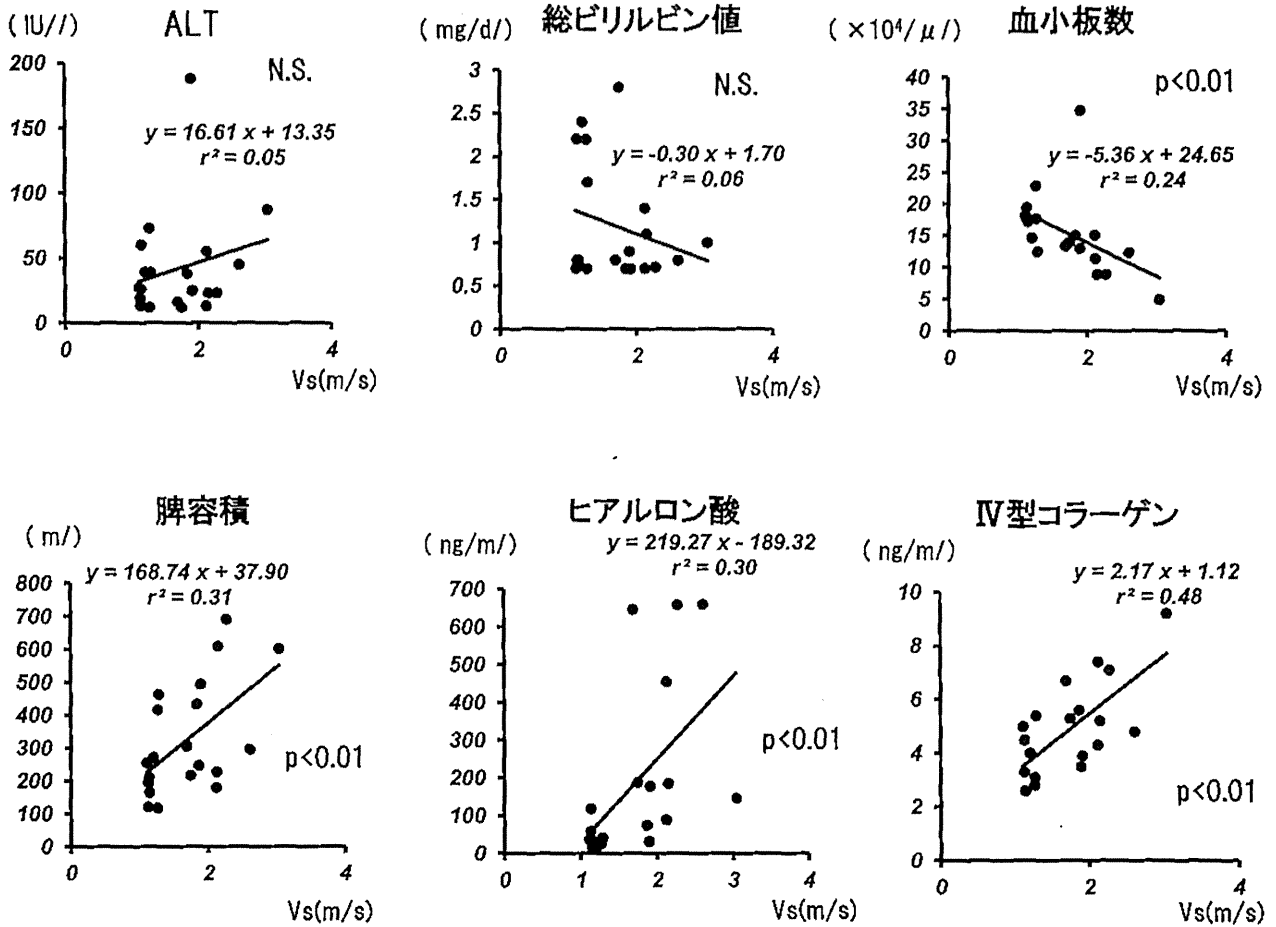 ALT
(IU/l)
200
150
100
50
0
N.S.
y = 16.61 x + 13.35
r² = 0.05
0 2 4
Vs(m/s)
総ビリルビン値
(mg/dl)
3
2.5
2
1.5
1
0.5
0
N.S.
y = -0.30 x + 1.70
r² = 0.06
0 2 4
Vs(m/s)
血小板数
(×10⁴/μl)
40
35
30
25
20
15
10
5
0
p<0.01
y = -5.36 x + 24.65
r² = 0.24
0 2 4
Vs(m/s)
脾容積
(ml)
800
700
600
500
400
300
200
100
0
y = 168.74 x + 37.90
r² = 0.31
p<0.01
0 2 4
Vs(m/s)
ヒアルロン酸
(ng/ml)
700
600
500
400
300
200
100
0
y = 219.27 x - 189.32
r² = 0.30
p<0.01
0 1 2 3 4
Vs(m/s)
Ⅳ型コラーゲン
(ng/ml)
10
8
6
4
2
0
y = 2.17 x + 1.12
r² = 0.48
p<0.01
0 2 4
Vs(m/s)